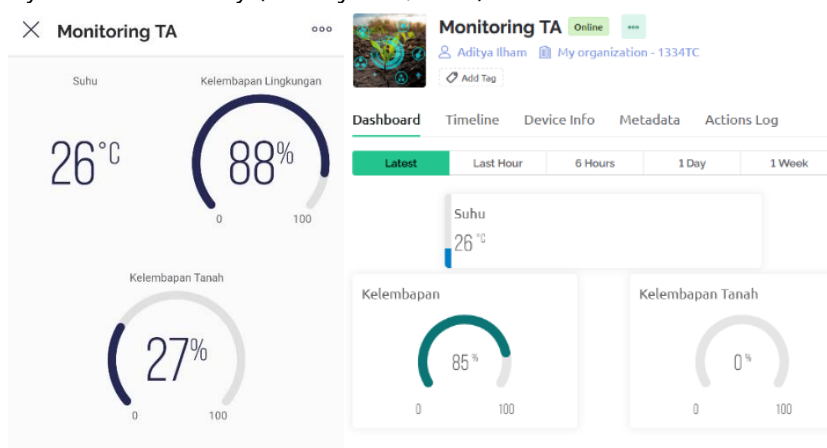 Monitoring TA
Suhu
Kelembapan Lingkungan
26°C
88%
0
100
Kelembapan Tanah
27%
0
100
Monitoring TA Online
Aditya Ilham My organization - 1334TC
Add Tag
Dashboard Timeline Device Info Metadata Actions Log
Latest Last Hour 6 Hours 1 Day 1 Week
Suhu
26 °C
Kelembapan
85 %
0 100
Kelembapan Tanah
0 %
0 100